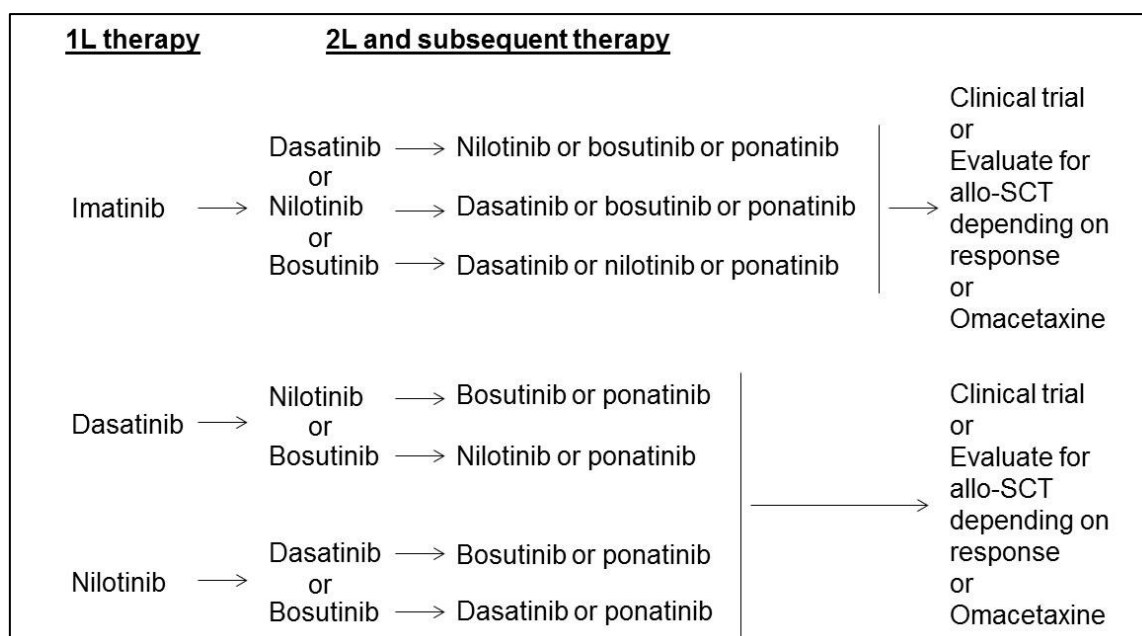 1L therapy
2L and subsequent therapy
Imatinib
Dasatinib
or
Nilotinib
or
Bosutinib
Nilotinib or bosutinib or ponatinib
Dasatinib or bosutinib or ponatinib
Dasatinib or nilotinib or ponatinib
Clinical trial
or
Evaluate for
allo-SCT
depending on
response
or
Omacetaxine
Dasatinib
Nilotinib
or
Bosutinib
Bosutinib or ponatinib
Nilotinib or ponatinib
Nilotinib
Dasatinib
or
Bosutinib
Bosutinib or ponatinib
Dasatinib or ponatinib
Clinical trial
or
Evaluate for
allo-SCT
depending on
response
or
Omacetaxine